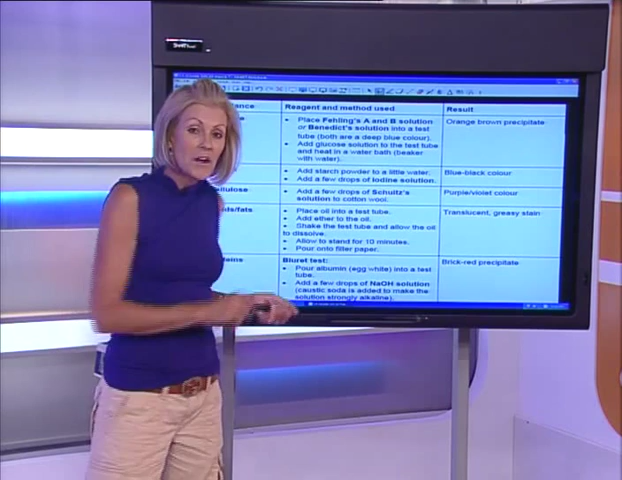 tance Reagent and method used Result
Place Fehling's A and B solution Orange brown precipitate
or Benedict's solution into a test
tube (both are a deep blue colour).
Add glucose solution to the test tube
and heat in a water bath (beaker
with water).
Add starch powder to a little water. Blue-black colour
Add a few drops of Iodine solution.
ellulose Add a few drops of Schultz's Purple/violet colour
solution to cotton wool.
ids/fats Place oil into a test tube. Translucent, greasy stain
Add ether to the oil.
Shake the test tube and allow the oil
to dissolve.
Allow to stand for 10 minutes.
Pour onto filter paper.
teins Biuret test: Brick-red precipitate
Pour albumin (egg white) into a test
tube.
Add a few drops of NaOH solution
(caustic soda is added to make the
solution strongly alkaline).